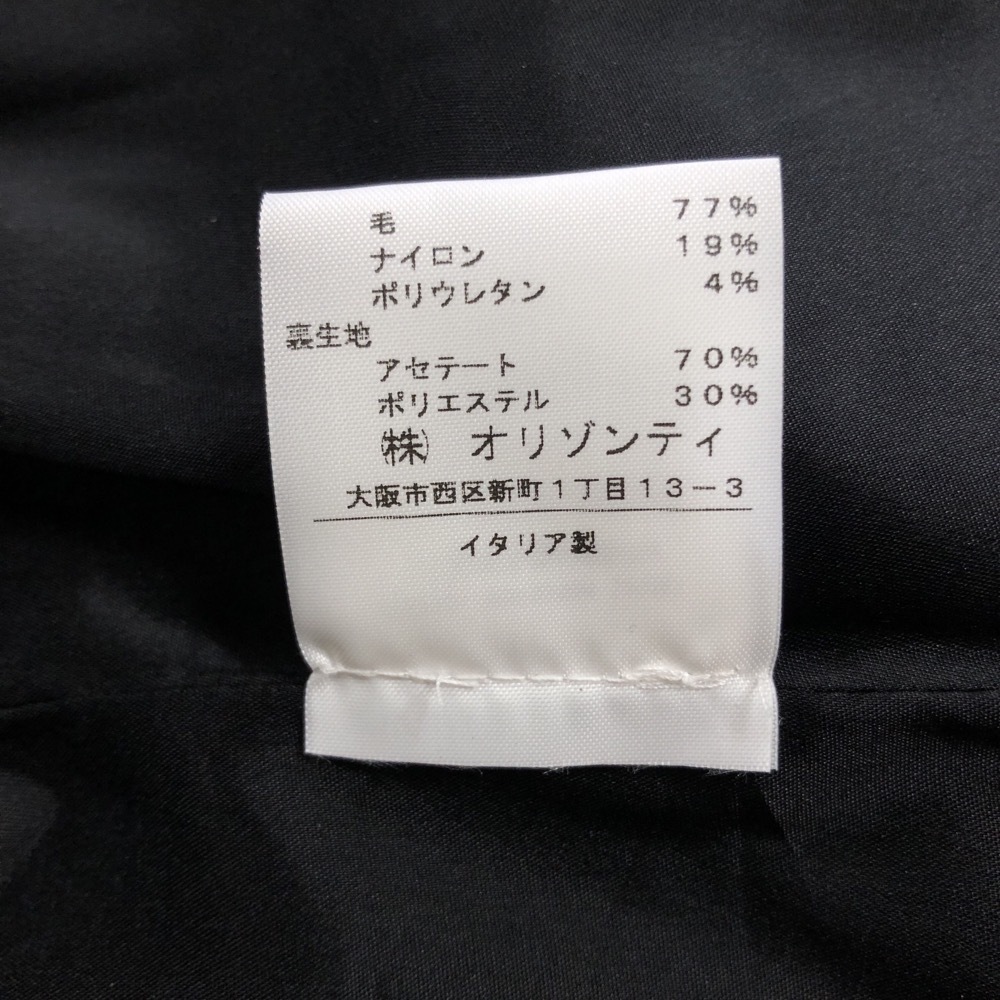 毛 77%
ナイロン 19%
ポリウレタン 4%
裏生地
アセテート 70%
ポリエステル 30%
㈱ オリゾンティ
大阪市西区新町1丁目13-3
イタリア製